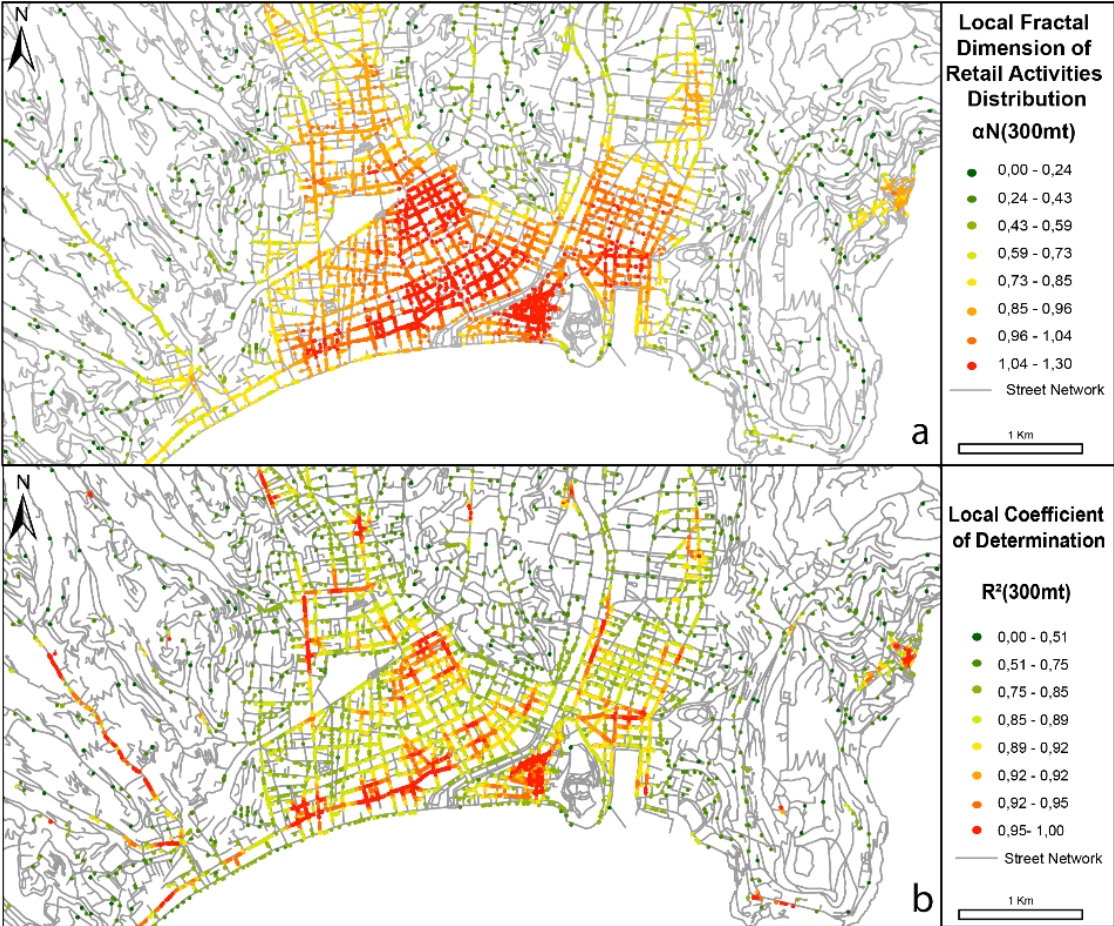 N
Local Fractal
Dimension of
Retail Activities
Distribution
αN(300mt)
0,00 - 0,24
0,24 - 0,43
0,43 - 0,59
0,59 - 0,73
0,73 - 0,85
0,85 - 0,96
0,96 - 1,04
1,04 - 1,30
Street Network
1 Km
a
N
Local Coefficient
of Determination
R²(300mt)
0,00 - 0,51
0,51 - 0,75
0,75 - 0,85
0,85 - 0,89
0,89 - 0,92
0,92 - 0,92
0,92 - 0,95
0,95- 1,00
Street Network
1 Km
b